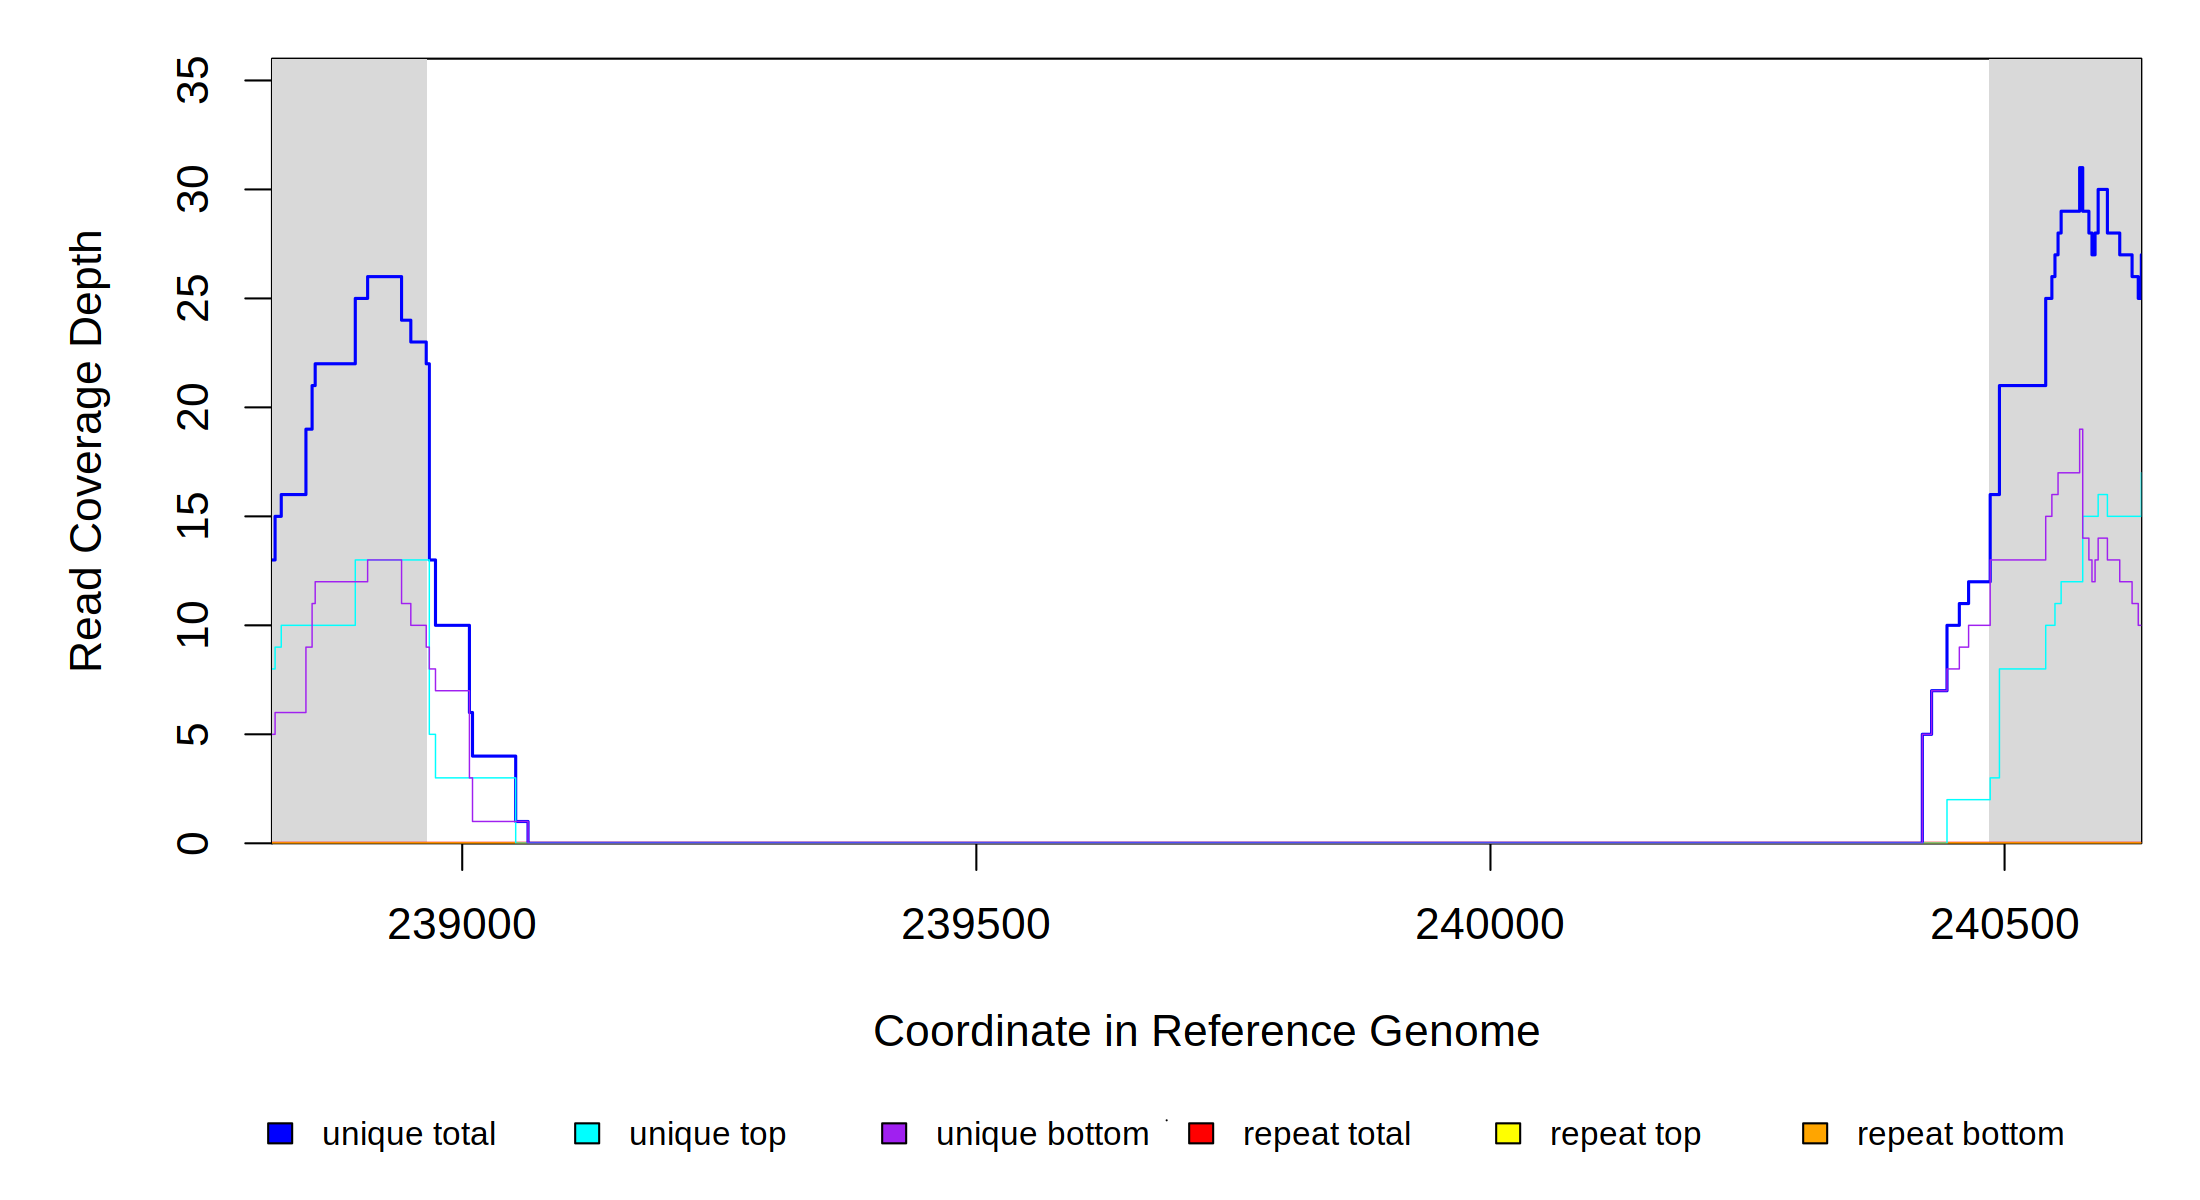 35
30
25
20
15
10
5
0
Read Coverage Depth
239000 239500 240000 240500
Coordinate in Reference Genome
unique total unique top unique bottom repeat total repeat top repeat bottom